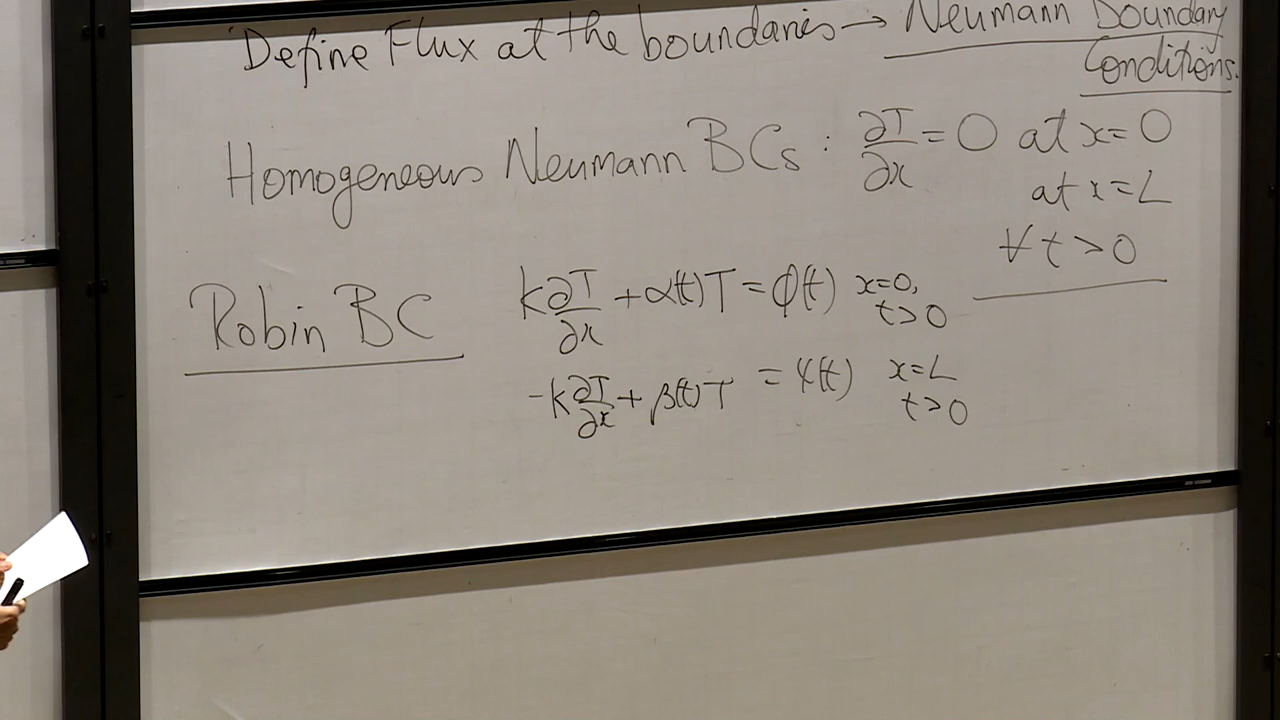 Define Flux at the boundaries → Neumann Boundary
Conditions.
Homogeneous Neumann BCs : ∂T/∂x = 0 at x=0
at x=L
∀ t > 0
Robin BC
k ∂T/∂x + α(t)T = ϕ(t) x=0,
t>0
-k ∂T/∂x + β(t)T = ψ(t) x=L
t>0